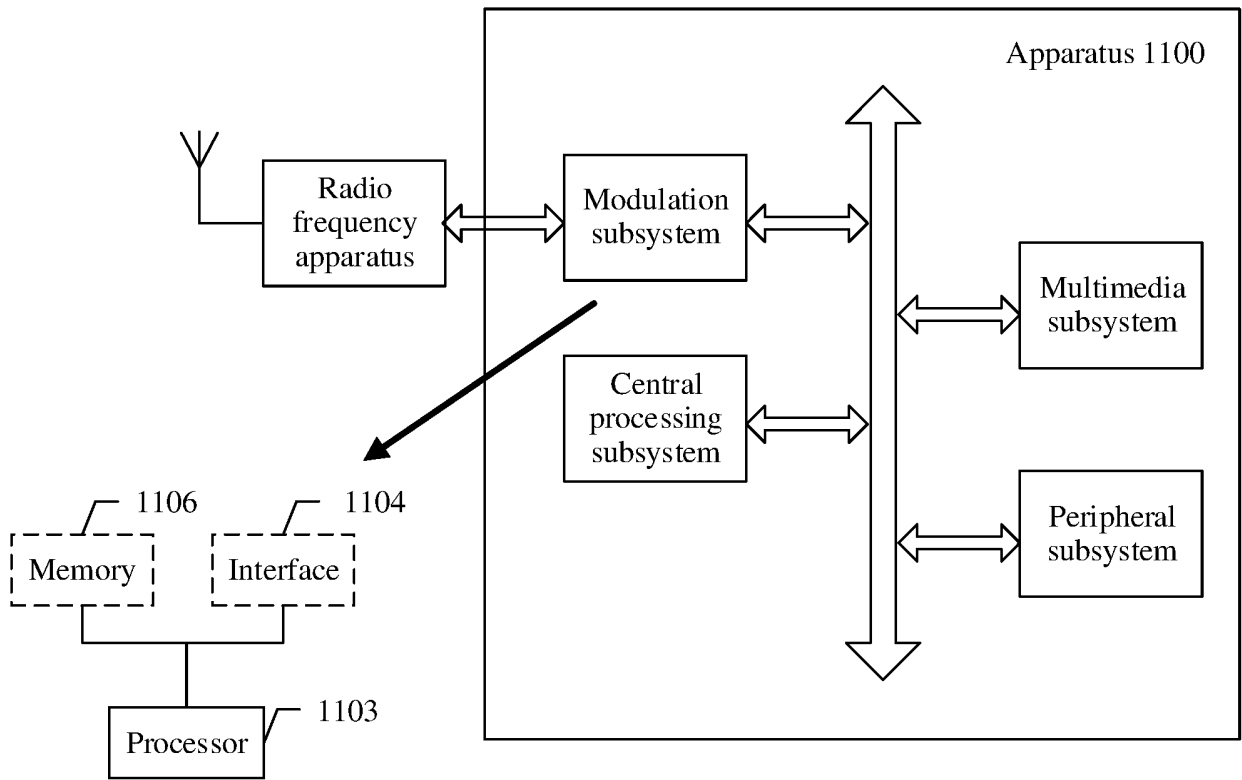 Apparatus 1100
Radio
frequency
apparatus
Modulation
subsystem
Multimedia
subsystem
Central
processing
subsystem
Peripheral
subsystem
1106
1104
Memory
Interface
1103
Processor